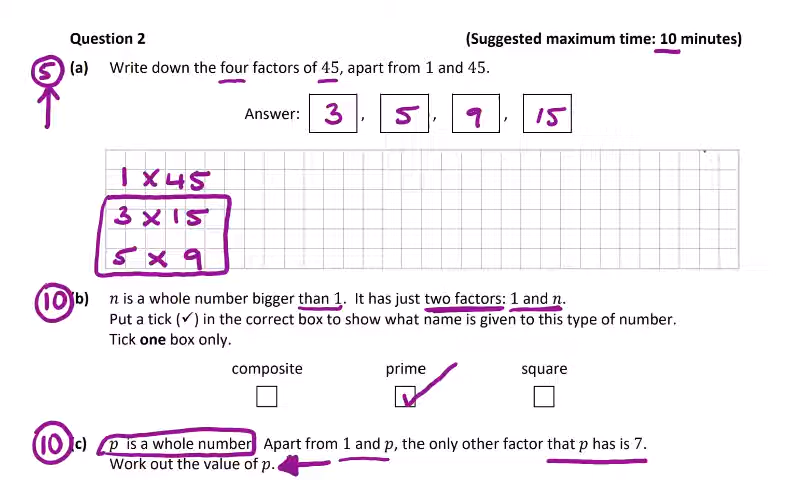 Question 2 (Suggested maximum time: 10 minutes)
5 (a) Write down the four factors of 45, apart from 1 and 45.
Answer: 3 , 5 , 9 , 15
1 × 45
3 × 15
5 × 9
10 (b) n is a whole number bigger than 1. It has just two factors: 1 and n.
Put a tick (✓) in the correct box to show what name is given to this type of number.
Tick one box only.
composite prime square
✓
10 (c) p is a whole number. Apart from 1 and p, the only other factor that p has is 7.
Work out the value of p.